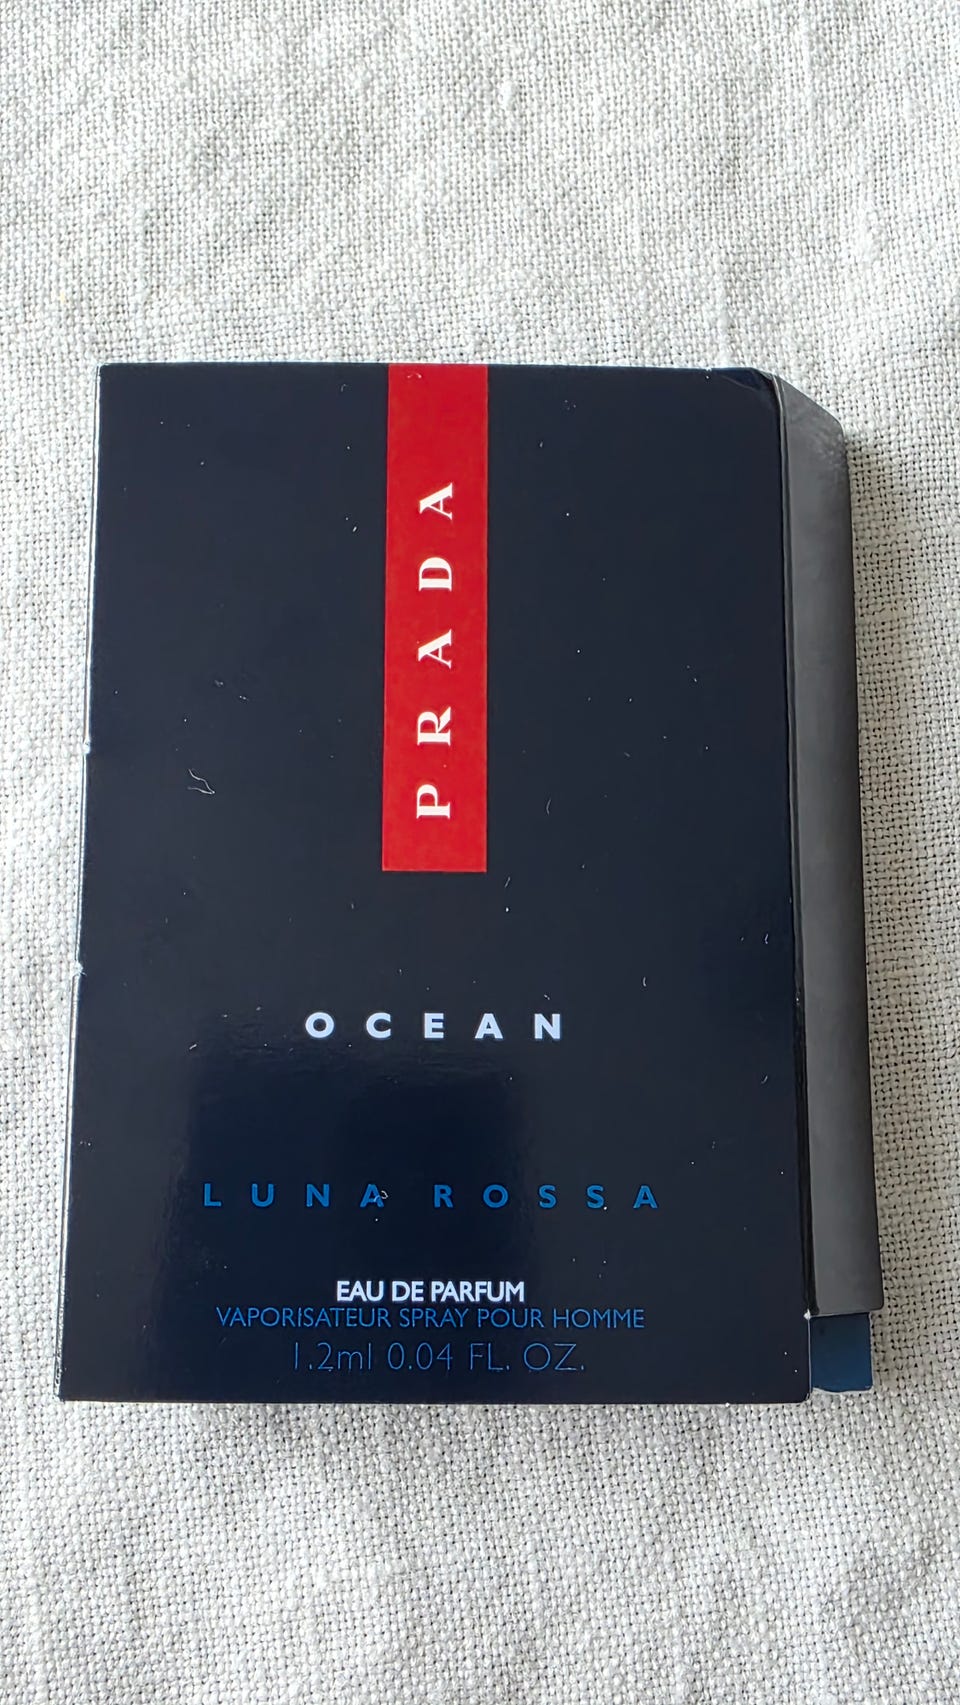 PRADA
OCEAN
LUNA ROSSA
EAU DE PARFUM
VAPORISATEUR SPRAY POUR HOMME
1.2ml 0.04 FL. OZ.